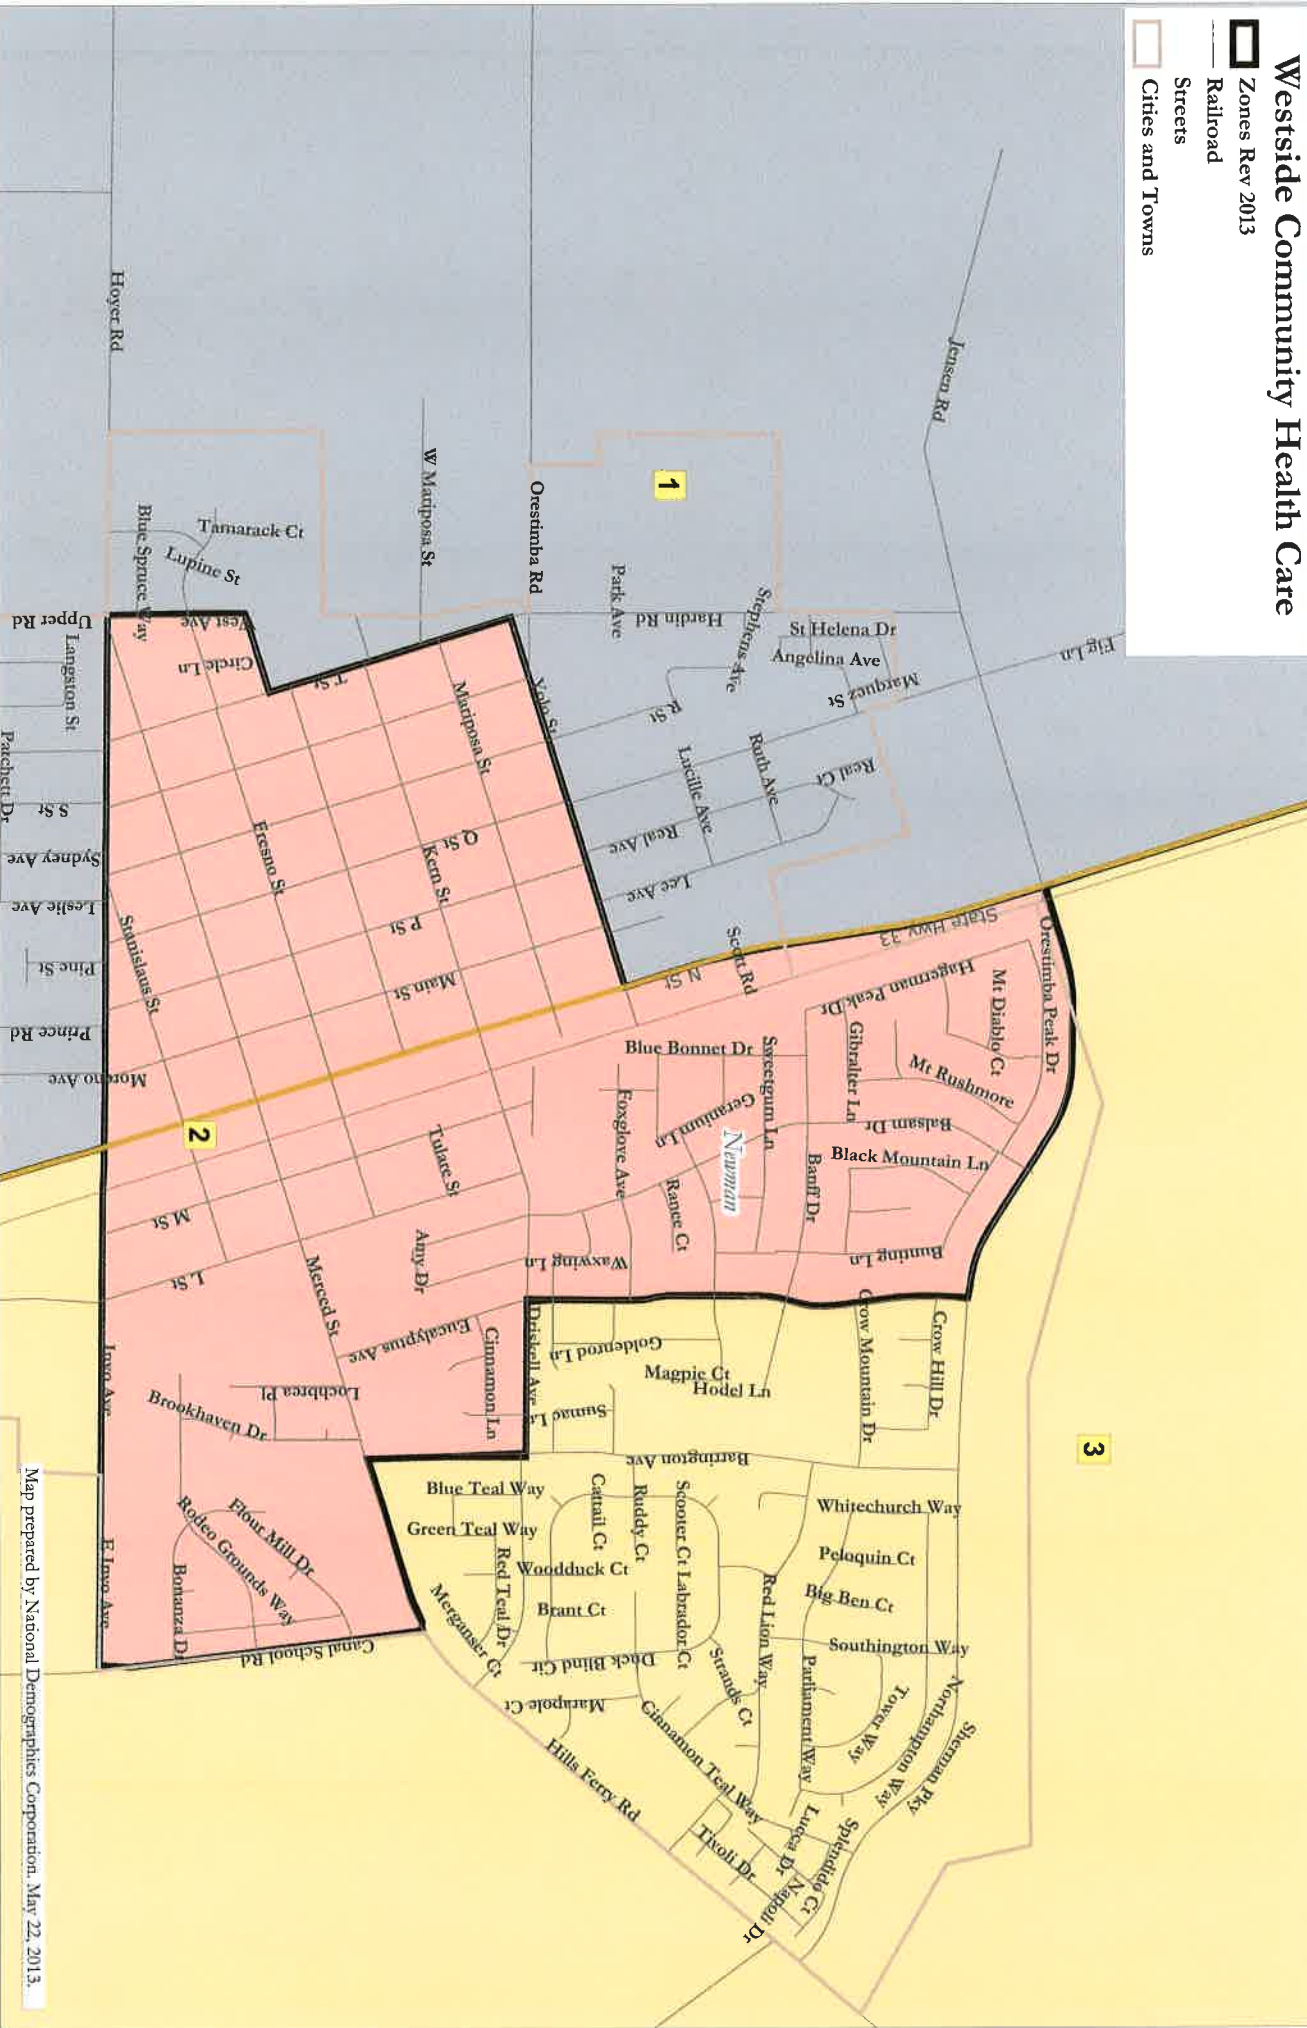 Westside Community Health Care
Zones Rev 2013
Railroad
Streets
Cities and Towns
Jensen Rd
Fig Ln
Hoyer Rd
W Mariposa St
Orestimba Rd
1
Park Ave
Hardin Rd
Stephens Ave
St Helena Dr
Angelina Ave
Marquez St
R St
Lucille Ave
Ruth Ave
Real Ct
Real Ave
Lee Ave
Tamarack Ct
Lupine St
Blue Spruce Way
West Ave
Circle Ln
Upper Rd
Langston St
Patchett Dr
S St
Sydney Ave
Leslie Ave
Pine St
Prince Rd
Moreno Ave
T St
Yolo St
Mariposa St
Fresno St
Q St
Kern St
P St
Main St
Stanislaus St
N St
Scott Rd
State Hwy 33
Orestimba Peak Dr
Hagerman Peak Dr
Mt Diablo Ct
Gibralter Ln
Mt Rushmore
Balsam Dr
Black Mountain Ln
Banff Dr
Bunting Ln
Blue Bonnet Dr
Sweetgum Ln
Geranium Ln
Foxglove Ave
Newman
Rance Ct
Waxwing Ln
2
Tulare St
M St
L St
Amy Dr
Merced St
Eucalyptus Ave
Cinnamon Ln
Driskell Ave
Goldenrod Ln
Magpie Ct
Hodel Ln
Sumac Ln
Crow Mountain Dr
Crow Hill Dr
3
Barrington Ave
Inyo Ave
Lochbrea Pl
Brookhaven Dr
Flour Mill Dr
Rodeo Grounds Way
Bonanza Dr
E Inyo Ave
Canal School Rd
Blue Teal Way
Green Teal Way
Red Teal Dr
Merganser Ct
Cattail Ct
Ruddy Ct
Woodduck Ct
Brant Ct
Scooter Ct
Labrador Ct
Duck Blind Cir
Marapole Ct
Strands Ct
Cinnamon Teal Way
Hills Ferry Rd
Whitechurch Way
Peloquin Ct
Big Ben Ct
Red Lion Way
Southington Way
Parliament Way
Tower Way
Northampton Way
Sherman Pky
Lucca Dr
Splendido Ct
Tivoli Dr
Napoli Dr
Map prepared by National Demographics Corporation. May 22, 2013.